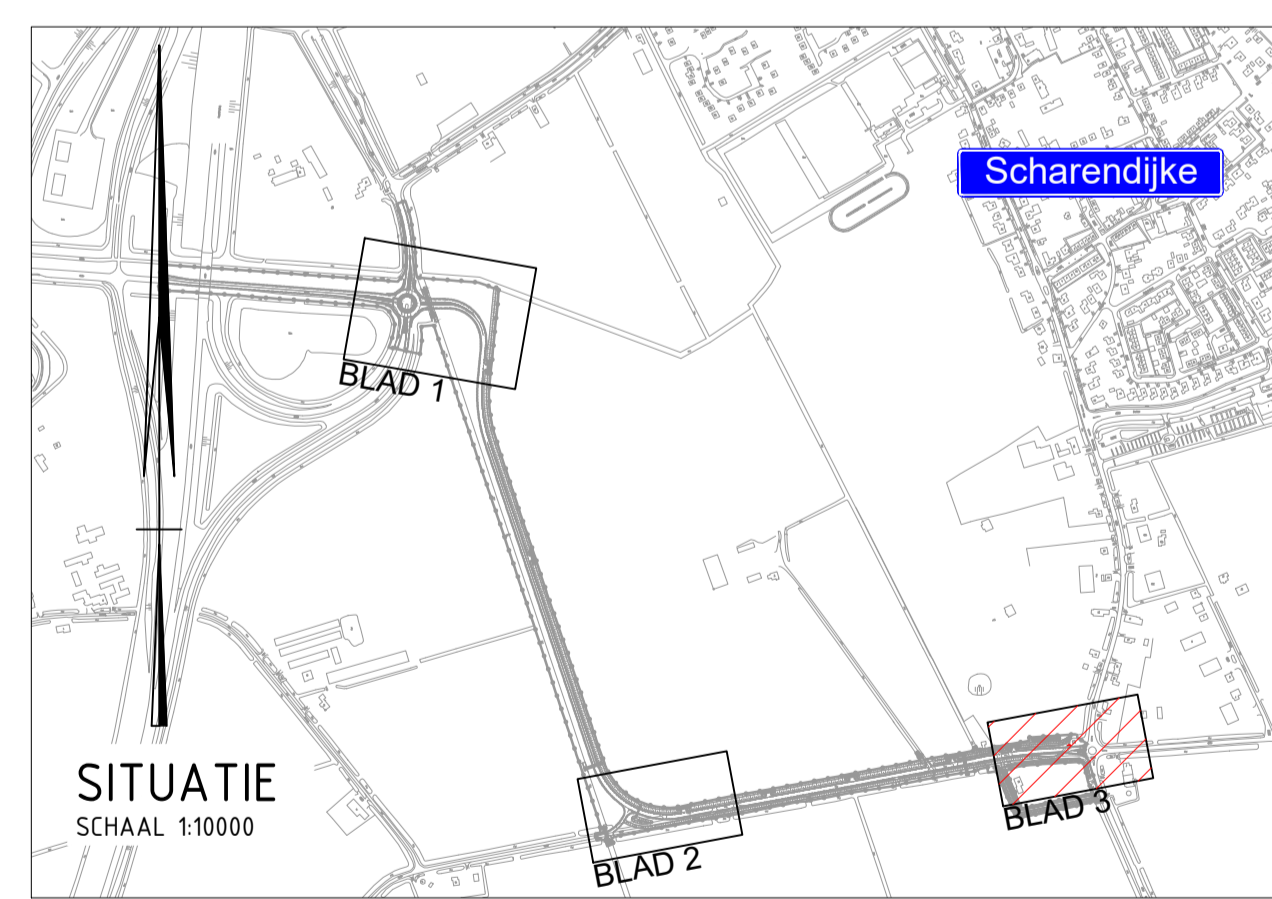 Scharendijke
BLAD 1
SITUATIE
SCHAAL 1:10000
BLAD 2
BLAD 3